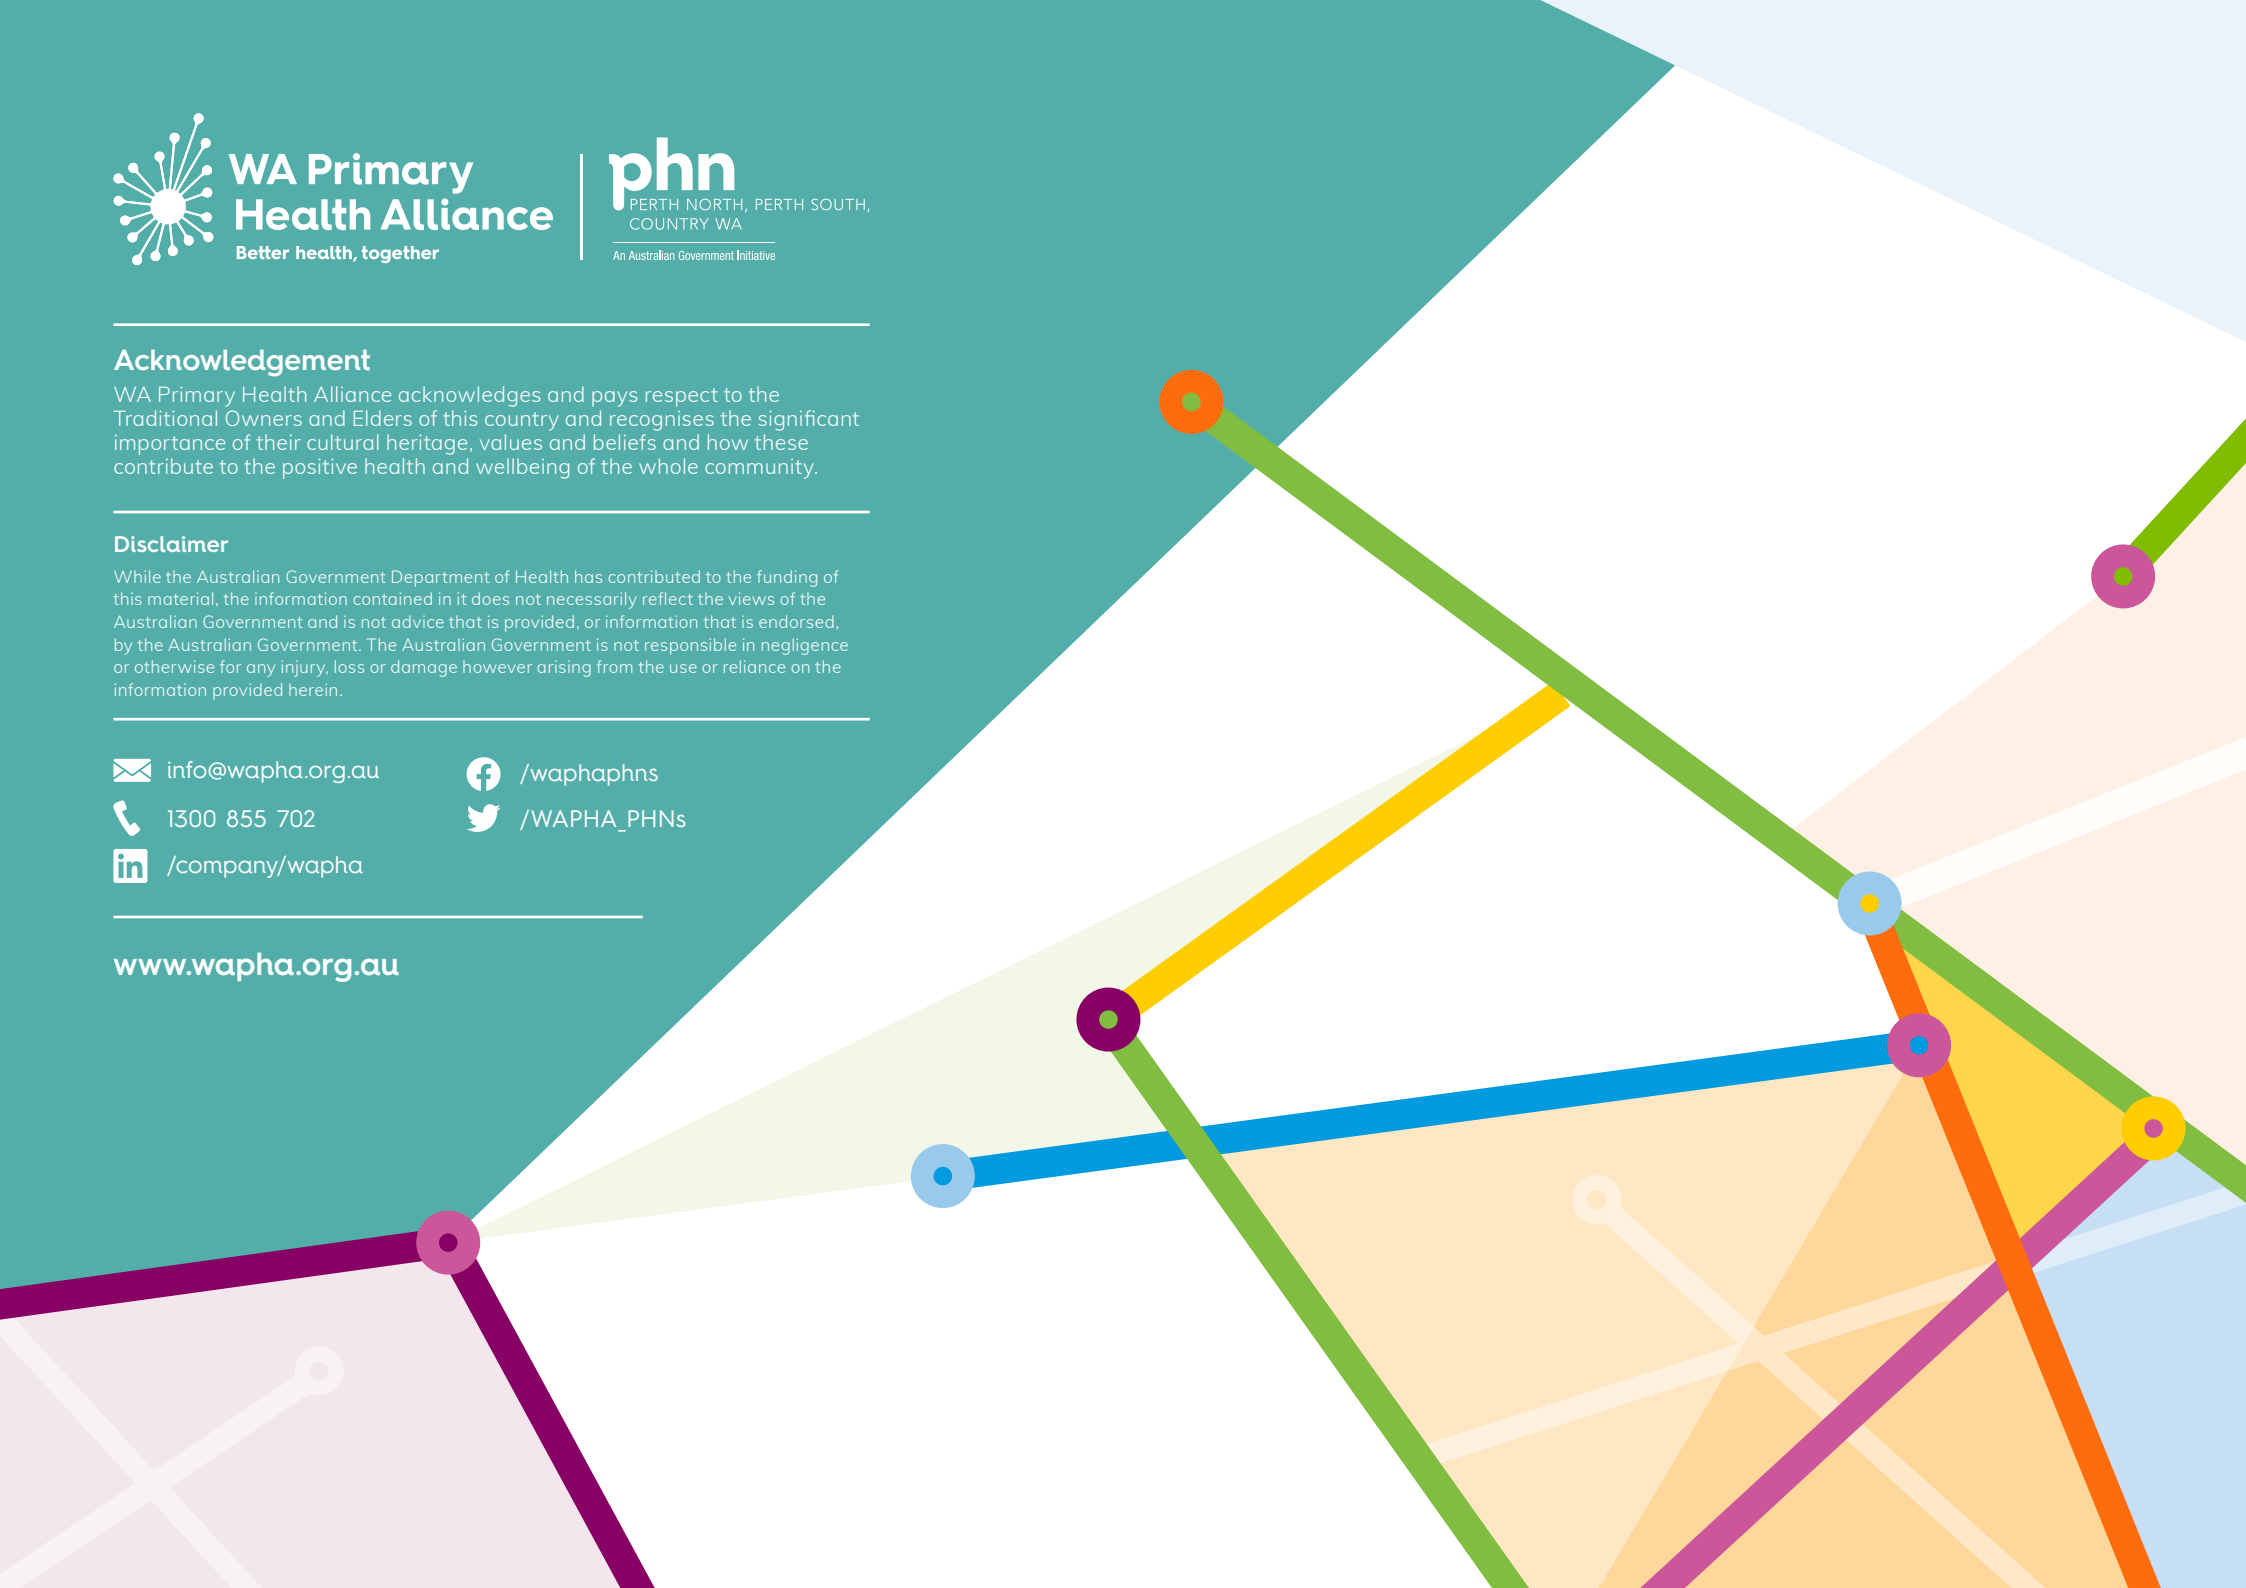 WA Primary
Health Alliance
Better health, together
phn
PERTH NORTH, PERTH SOUTH,
COUNTRY WA
An Australian Government Initiative
Acknowledgement
WA Primary Health Alliance acknowledges and pays respect to the
Traditional Owners and Elders of this country and recognises the significant
importance of their cultural heritage, values and beliefs and how these
contribute to the positive health and wellbeing of the whole community.
Disclaimer
While the Australian Government Department of Health has contributed to the funding of
this material, the information contained in it does not necessarily reflect the views of the
Australian Government and is not advice that is provided, or information that is endorsed,
by the Australian Government. The Australian Government is not responsible in negligence
or otherwise for any injury, loss or damage however arising from the use or reliance on the
information provided herein.
info@wapha.org.au
1300 855 702
in /company/wapha
/waphaphns
/WAPHA_PHNs
www.wapha.org.au